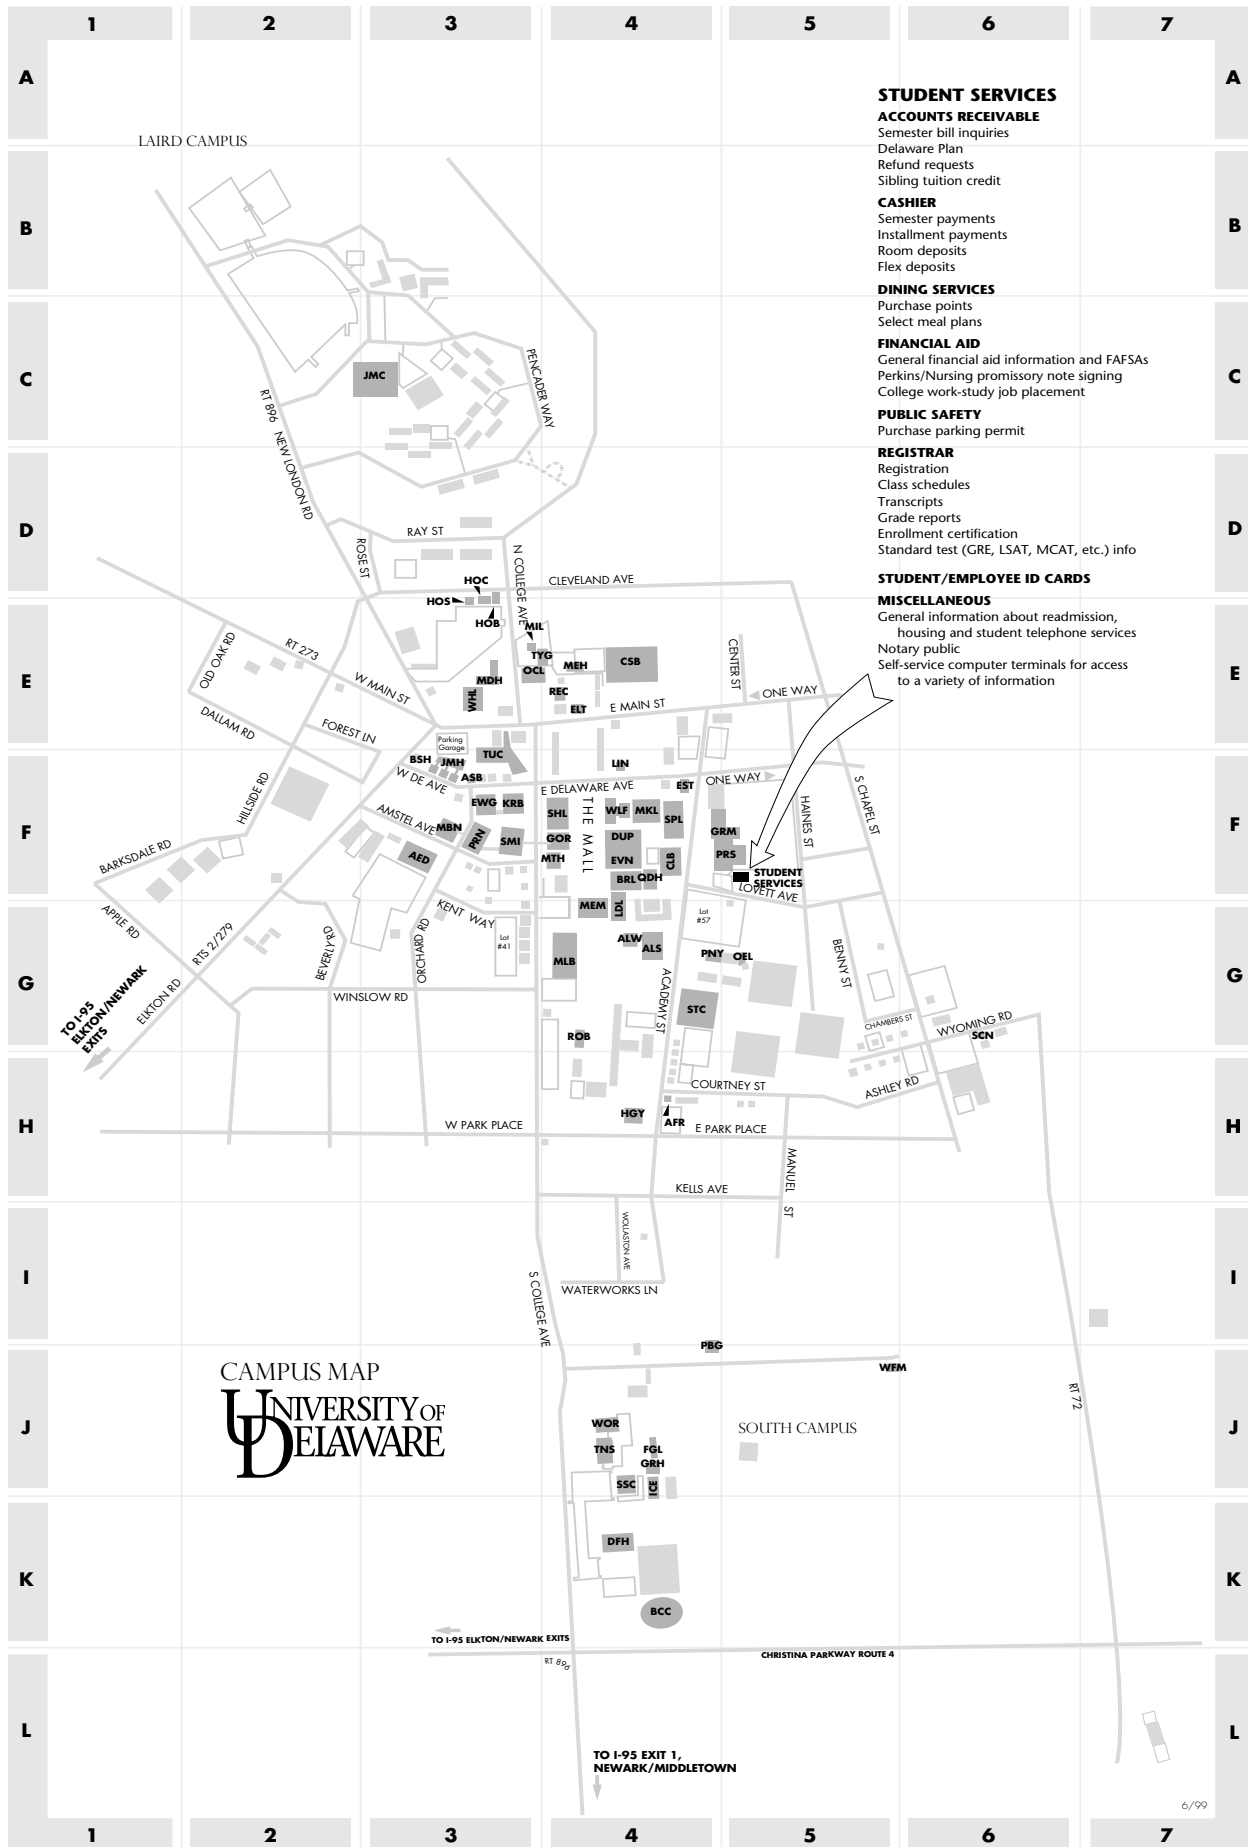 1 2 3 4 5 6 7
A A
STUDENT SERVICES
ACCOUNTS RECEIVABLE
Semester bill inquiries
Delaware Plan
Refund requests
Sibling tuition credit
CASHIER
Semester payments
Installment payments
Room deposits
Flex deposits
DINING SERVICES
Purchase points
Select meal plans
FINANCIAL AID
General financial aid information and FAFSAs
Perkins/Nursing promissory note signing
College work-study job placement
PUBLIC SAFETY
Purchase parking permit
REGISTRAR
Registration
Class schedules
Transcripts
Grade reports
Enrollment certification
Standard test (GRE, LSAT, MCAT, etc.) info
STUDENT/EMPLOYEE ID CARDS
MISCELLANEOUS
General information about readmission,
housing and student telephone services
Notary public
Self-service computer terminals for access
to a variety of information
LAIRD CAMPUS
B B
C C
JMC
PENCADER WAY
RT 896 NEW LONDON RD
D D
RAY ST
ROSE ST
N COLLEGE AVE
CLEVELAND AVE
HOC
HOS
HOB
MIL
TYG
OCL
MEH
CSB
CENTER ST
OLD OAK RD
RT 273
E E
W MAIN ST
MDH
WHL
REC
ELT
E MAIN ST
ONE WAY
DALLAM RD
FOREST LN
Parking
Garage
TUC
BSH
JMH
ASB
LIN
W DE AVE
E DELAWARE AVE
EST
ONE WAY
HILLSIDE RD
S CHAPEL ST
HAINES ST
AMSTEL AVE
EWG
KRB
SHL
THE MALL
WLF
MKL
SPL
GRM
F F
MBN
PRN
SMI
GOR
DUP
BARKSDALE RD
AED
MTH
EVN
CLB
PRS
BRL
QDH
STUDENT
SERVICES
LOVETT AVE
APPLE RD
KENT WAY
MEM
LDL
Lot
#57
RTS 2/279
BEVERLY RD
ORCHARD RD
Lot
#41
ALW
ALS
MLB
PNY
OEL
BENNY ST
G G
TO I-95
ELKTON/NEWARK
EXITS
ELKTON RD
WINSLOW RD
ACADEMY ST
STC
CHAMBERS ST
WYOMING RD
SCN
ROB
COURTNEY ST
ASHLEY RD
H H
HGY
AFR
W PARK PLACE
E PARK PLACE
MANUEL ST
KELLS AVE
WOLLASTON AVE
I I
S COLLEGE AVE
WATERWORKS LN
PBG
WFM
CAMPUS MAP
UNIVERSITY OF
DELAWARE
RT 72
J J
WOR
TNS
FGL
GRH
SOUTH CAMPUS
SSC
ICE
DFH
K K
BCC
TO I-95 ELKTON/NEWARK EXITS
RT 896
CHRISTINA PARKWAY ROUTE 4
L L
TO I-95 EXIT 1,
NEWARK/MIDDLETOWN
6/99
1 2 3 4 5 6 7